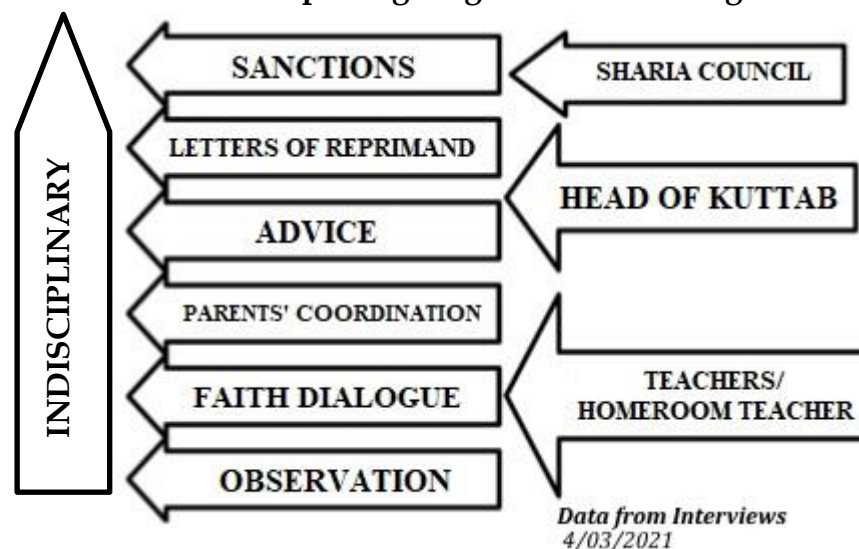 INDISCIPLINARY
SANCTIONS
SHARIA COUNCIL
LETTERS OF REPRIMAND
HEAD OF KUTTAB
ADVICE
PARENTS' COORDINATION
FAITH DIALOGUE
TEACHERS/
HOMEROOM TEACHER
OBSERVATION
Data from Interviews
4/03/2021